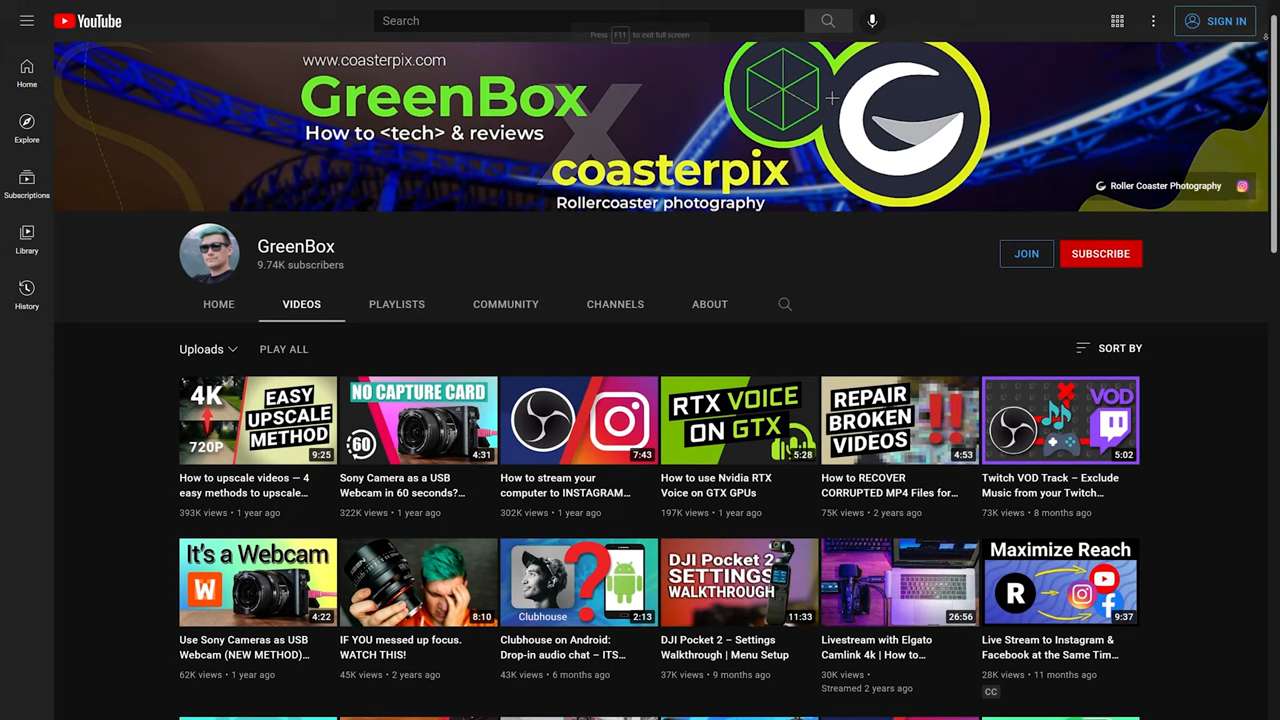 YouTube
Search
SIGN IN
Press F11 to exit full screen
Home
Explore
Subscriptions
Library
History
www.coasterpix.com
GreenBox
How to <tech> & reviews
X
coasterpix
Rollercoaster photography
Roller Coaster Photography
GreenBox
9.74K subscribers
JOIN
SUBSCRIBE
HOME
VIDEOS
PLAYLISTS
COMMUNITY
CHANNELS
ABOUT
Uploads
PLAY ALL
SORT BY
4K
720P
EASY
UPSCALE
METHOD
9:25
How to upscale videos — 4
easy methods to upscale...
393K views • 1 year ago
NO CAPTURE CARD
60
4:31
Sony Camera as a USB
Webcam in 60 seconds?...
322K views • 1 year ago
7:43
How to stream your
computer to INSTAGRAM...
302K views • 1 year ago
RTX VOICE
ON GTX
5:28
How to use Nvidia RTX
Voice on GTX GPUs
197K views • 1 year ago
REPAIR
BROKEN
VIDEOS
!!
4:53
How to RECOVER
CORRUPTED MP4 Files for...
75K views • 2 years ago
VOD
5:02
Twitch VOD Track – Exclude
Music from your Twitch...
73K views • 8 months ago
It's a Webcam
W
4:22
Use Sony Cameras as USB
Webcam (NEW METHOD)...
62K views • 1 year ago
8:10
IF YOU messed up focus.
WATCH THIS!
45K views • 2 years ago
?
Clubhouse
2:13
Clubhouse on Android:
Drop-in audio chat – ITS...
43K views • 6 months ago
DJI POCKET 2
SETTINGS
WALKTHROUGH
11:33
DJI Pocket 2 – Settings
Walkthrough | Menu Setup
37K views • 9 months ago
26:56
Livestream with Elgato
Camlink 4k | How to...
30K views •
Streamed 2 years ago
Maximize Reach
R
9:37
Live Stream to Instagram &
Facebook at the Same Tim...
28K views • 11 months ago
CC